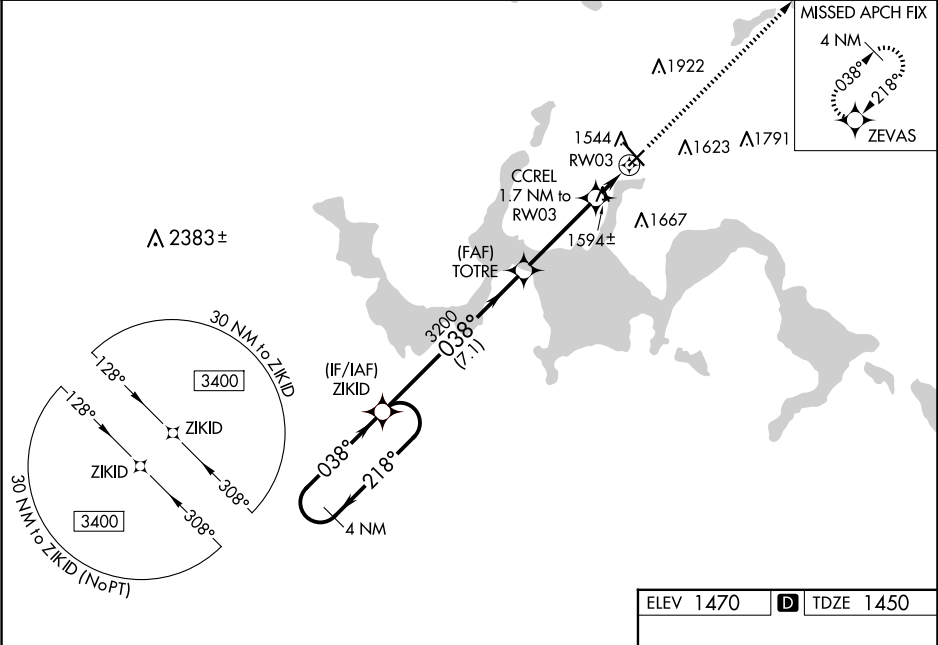 MISSED APCH FIX
4 NM
038°
218°
ZEVAS
1922
1544
RW03
1623
1791
CCREL
1.7 NM to
RW03
1594±
1667
2383±
(FAF)
TOTRE
3200
038°
(7.1)
30 NM to ZIKID
128°
3400
ZIKID
308°
(IF/IAF)
ZIKID
128°
ZIKID
308°
3400
30 NM to ZIKID (NoPT)
038°
218°
4 NM
ELEV 1470 D TDZE 1450